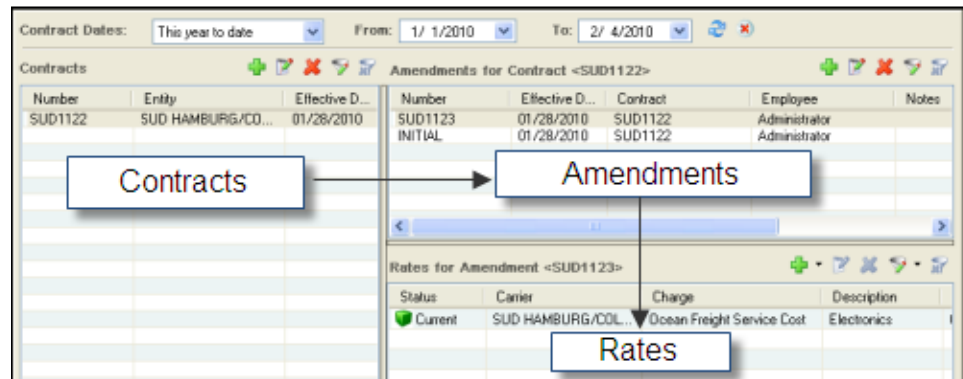 Contract Dates: This year to date From: 1/ 1/2010 To: 2/ 4/2010
Contracts
Number Entity Effective D...
SUD1122 SUD HAMBURG/CO... 01/28/2010
Amendments for Contract <SUD1122>
Number Effective D... Contract Employee Notes
SUD1123 01/28/2010 SUD1122 Administrator
INITIAL 01/28/2010 SUD1122 Administrator
Contracts
Amendments
Rates for Amendment <SUD1123>
Status Carrier Charge Description
Current SUD HAMBURG/COL... Ocean Freight Service Cost Electronics
Rates